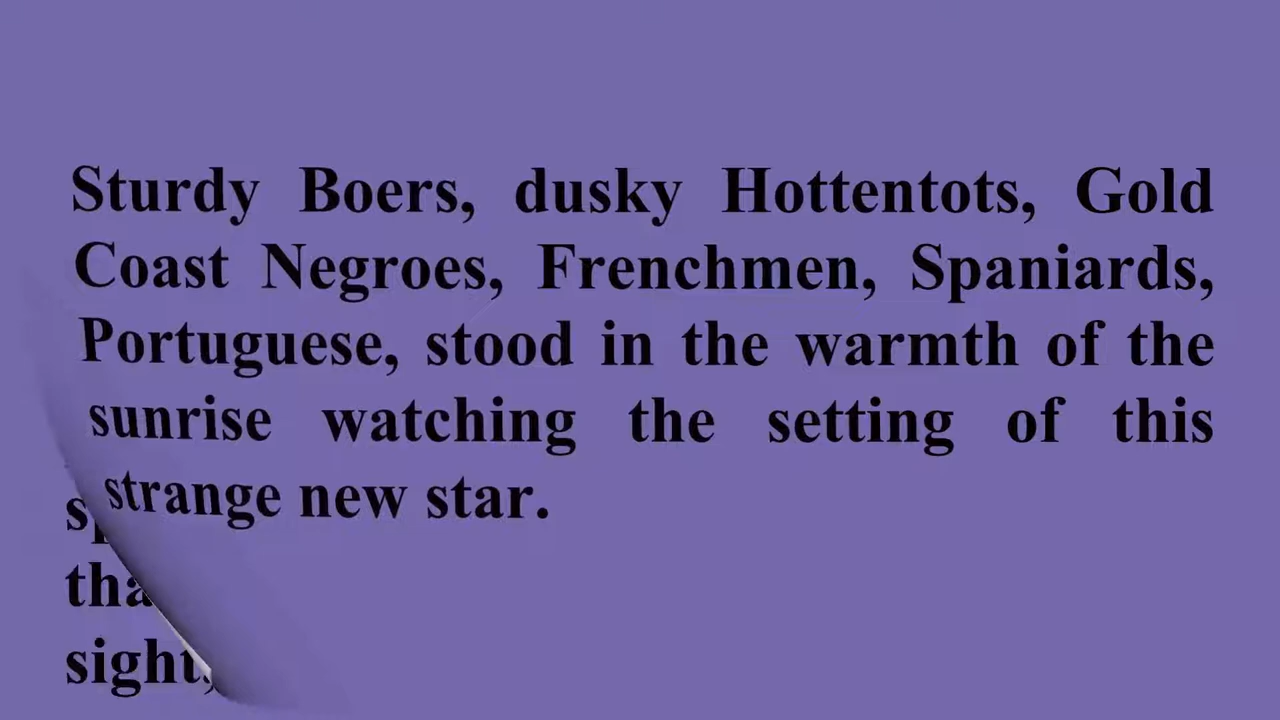 Sturdy Boers, dusky Hottentots, Gold
Coast Negroes, Frenchmen, Spaniards,
Portuguese, stood in the warmth of the
sunrise watching the setting of this
strange new star.
sight,